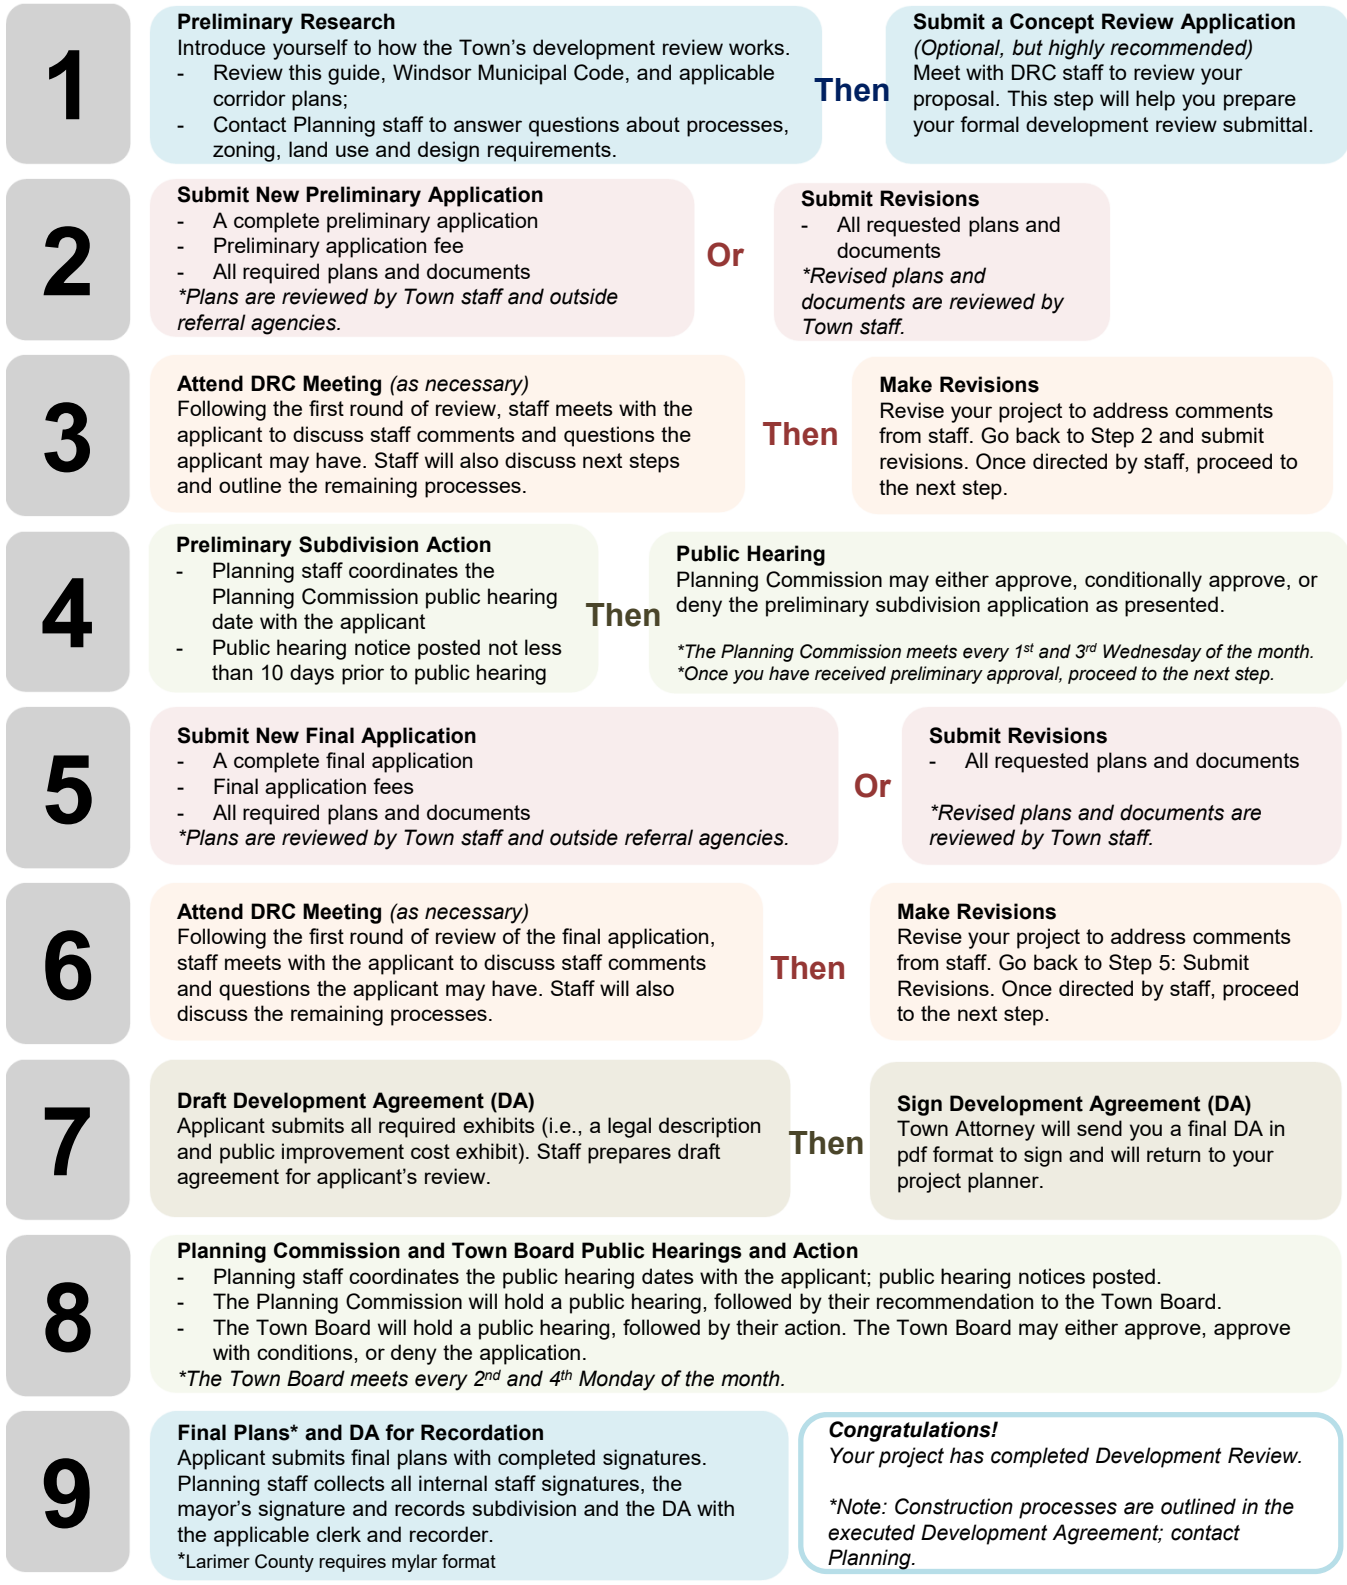 1
Preliminary Research
Introduce yourself to how the Town's development review works.
- Review this guide, Windsor Municipal Code, and applicable
corridor plans;
- Contact Planning staff to answer questions about processes,
zoning, land use and design requirements.
Then
Submit a Concept Review Application
(Optional, but highly recommended)
Meet with DRC staff to review your
proposal. This step will help you prepare
your formal development review submittal.
2
Submit New Preliminary Application
- A complete preliminary application
- Preliminary application fee
- All required plans and documents
*Plans are reviewed by Town staff and outside
referral agencies.
Or
Submit Revisions
- All requested plans and
documents
*Revised plans and
documents are reviewed by
Town staff.
3
Attend DRC Meeting (as necessary)
Following the first round of review, staff meets with the
applicant to discuss staff comments and questions the
applicant may have. Staff will also discuss next steps
and outline the remaining processes.
Then
Make Revisions
Revise your project to address comments
from staff. Go back to Step 2 and submit
revisions. Once directed by staff, proceed to
the next step.
4
Preliminary Subdivision Action
- Planning staff coordinates the
Planning Commission public hearing
date with the applicant
- Public hearing notice posted not less
than 10 days prior to public hearing
Then
Public Hearing
Planning Commission may either approve, conditionally approve, or
deny the preliminary subdivision application as presented.
*The Planning Commission meets every 1st and 3rd Wednesday of the month.
*Once you have received preliminary approval, proceed to the next step.
5
Submit New Final Application
- A complete final application
- Final application fees
- All required plans and documents
*Plans are reviewed by Town staff and outside referral agencies.
Or
Submit Revisions
- All requested plans and documents
*Revised plans and documents are
reviewed by Town staff.
6
Attend DRC Meeting (as necessary)
Following the first round of review of the final application,
staff meets with the applicant to discuss staff comments
and questions the applicant may have. Staff will also
discuss the remaining processes.
Then
Make Revisions
Revise your project to address comments
from staff. Go back to Step 5: Submit
Revisions. Once directed by staff, proceed
to the next step.
7
Draft Development Agreement (DA)
Applicant submits all required exhibits (i.e., a legal description
and public improvement cost exhibit). Staff prepares draft
agreement for applicant's review.
Then
Sign Development Agreement (DA)
Town Attorney will send you a final DA in
pdf format to sign and will return to your
project planner.
8
Planning Commission and Town Board Public Hearings and Action
- Planning staff coordinates the public hearing dates with the applicant; public hearing notices posted.
- The Planning Commission will hold a public hearing, followed by their recommendation to the Town Board.
- The Town Board will hold a public hearing, followed by their action. The Town Board may either approve, approve
with conditions, or deny the application.
*The Town Board meets every 2nd and 4th Monday of the month.
9
Final Plans* and DA for Recordation
Applicant submits final plans with completed signatures.
Planning staff collects all internal staff signatures, the
mayor's signature and records subdivision and the DA with
the applicable clerk and recorder.
*Larimer County requires mylar format
Congratulations!
Your project has completed Development Review.
*Note: Construction processes are outlined in the
executed Development Agreement; contact
Planning.